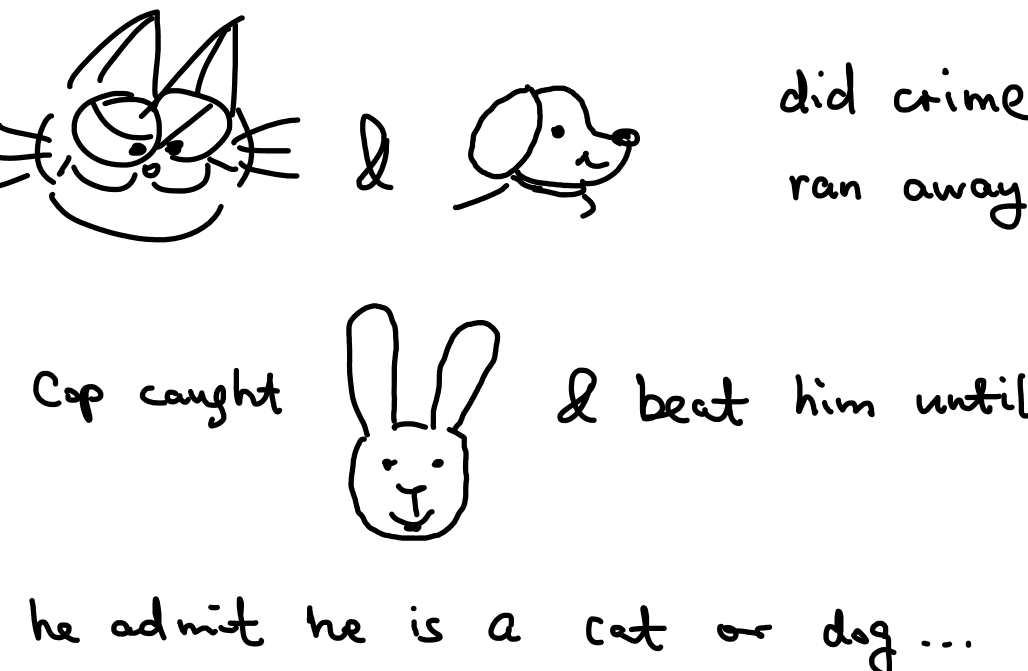 & did crime
ran away
Cop caught & beat him until
he admit he is a cat or dog...